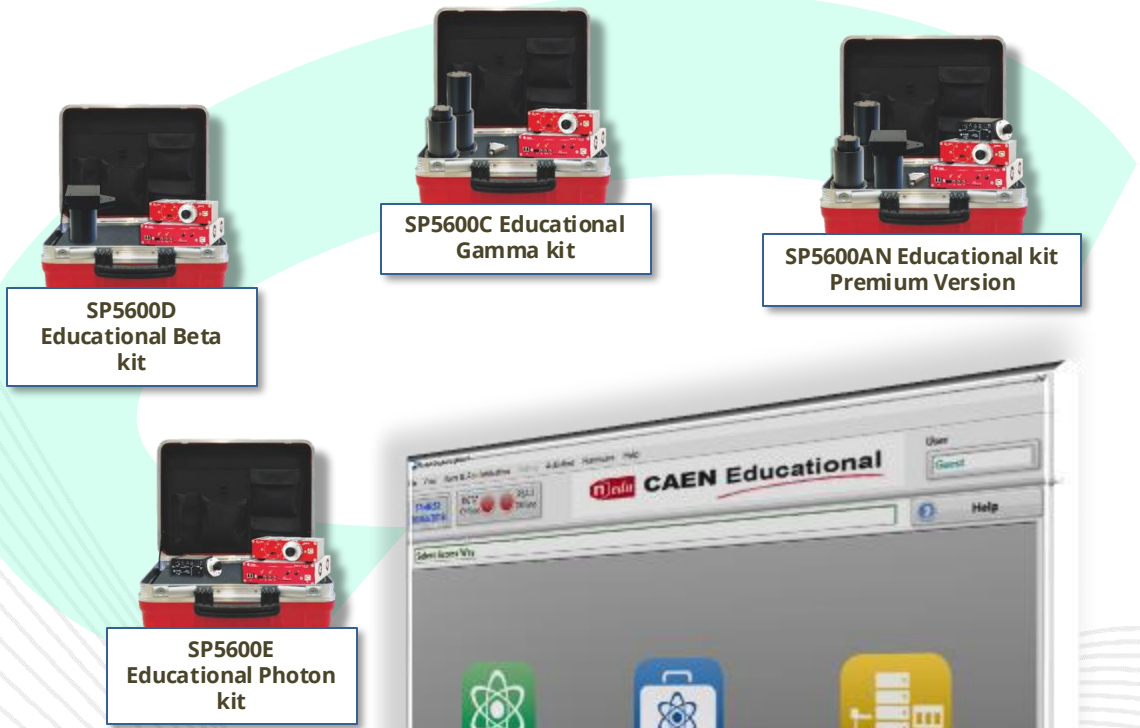 SP5600C Educational
Gamma kit
SP5600AN Educational kit
Premium Version
SP5600D
Educational Beta
kit
SP5600E
Educational Photon
kit
CAEN Educational
User
Guest
Help